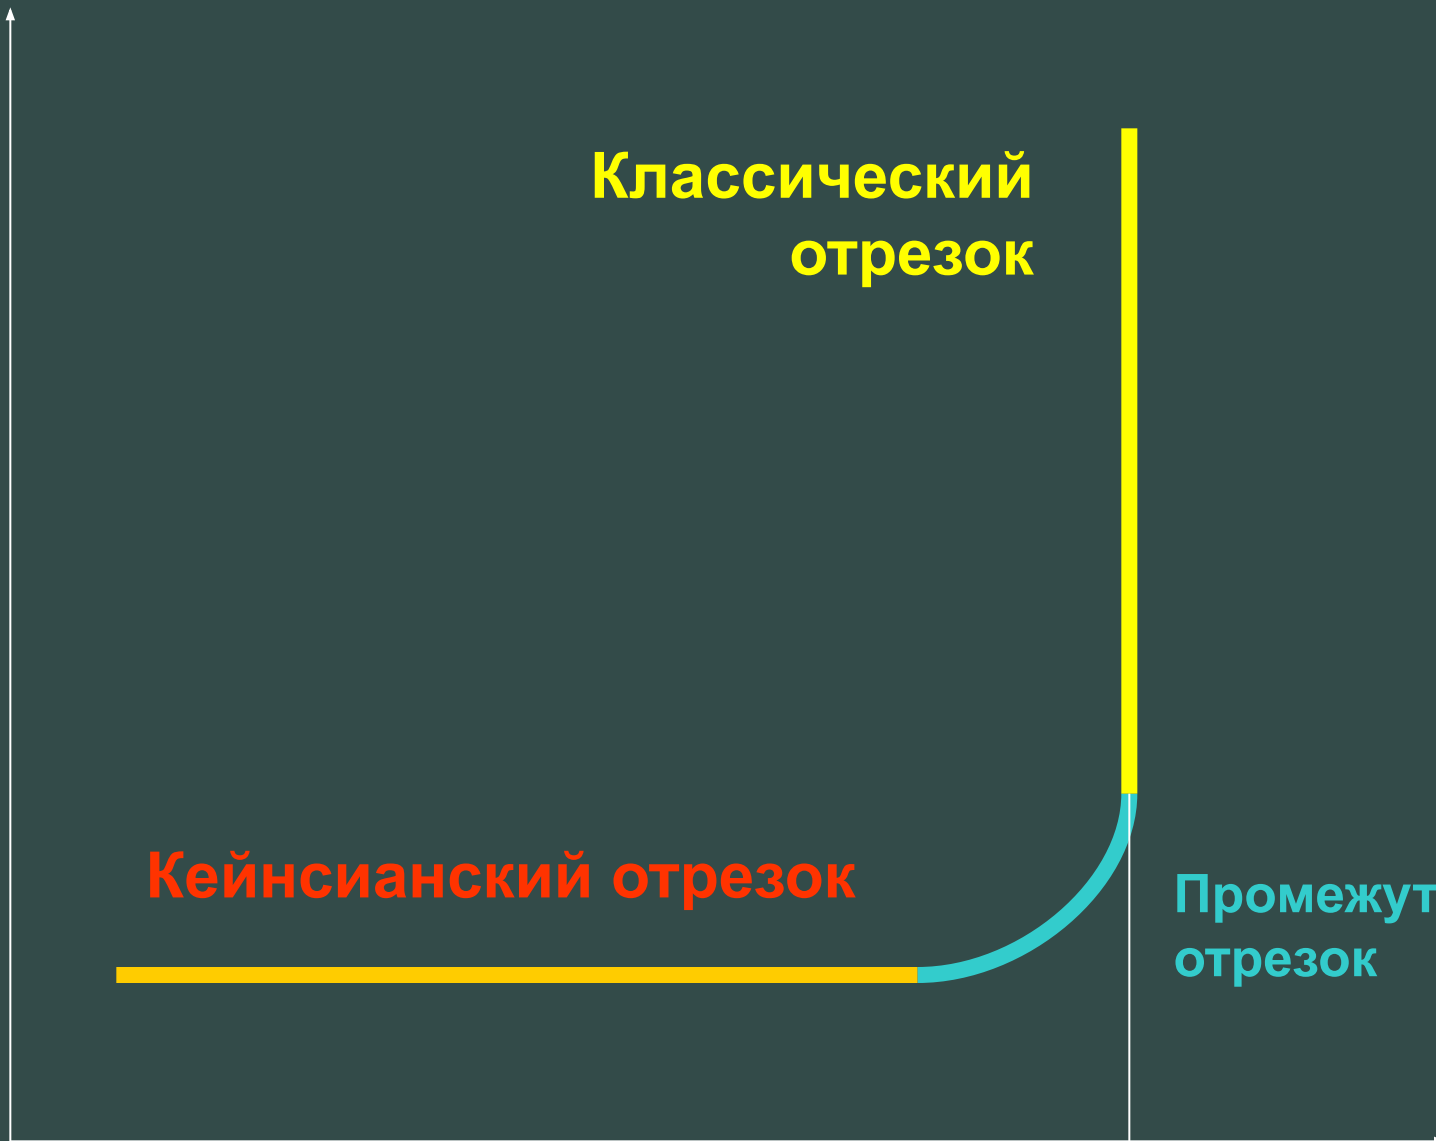 Классический
отрезок
Кейнсианский отрезок
Промежут
отрезок